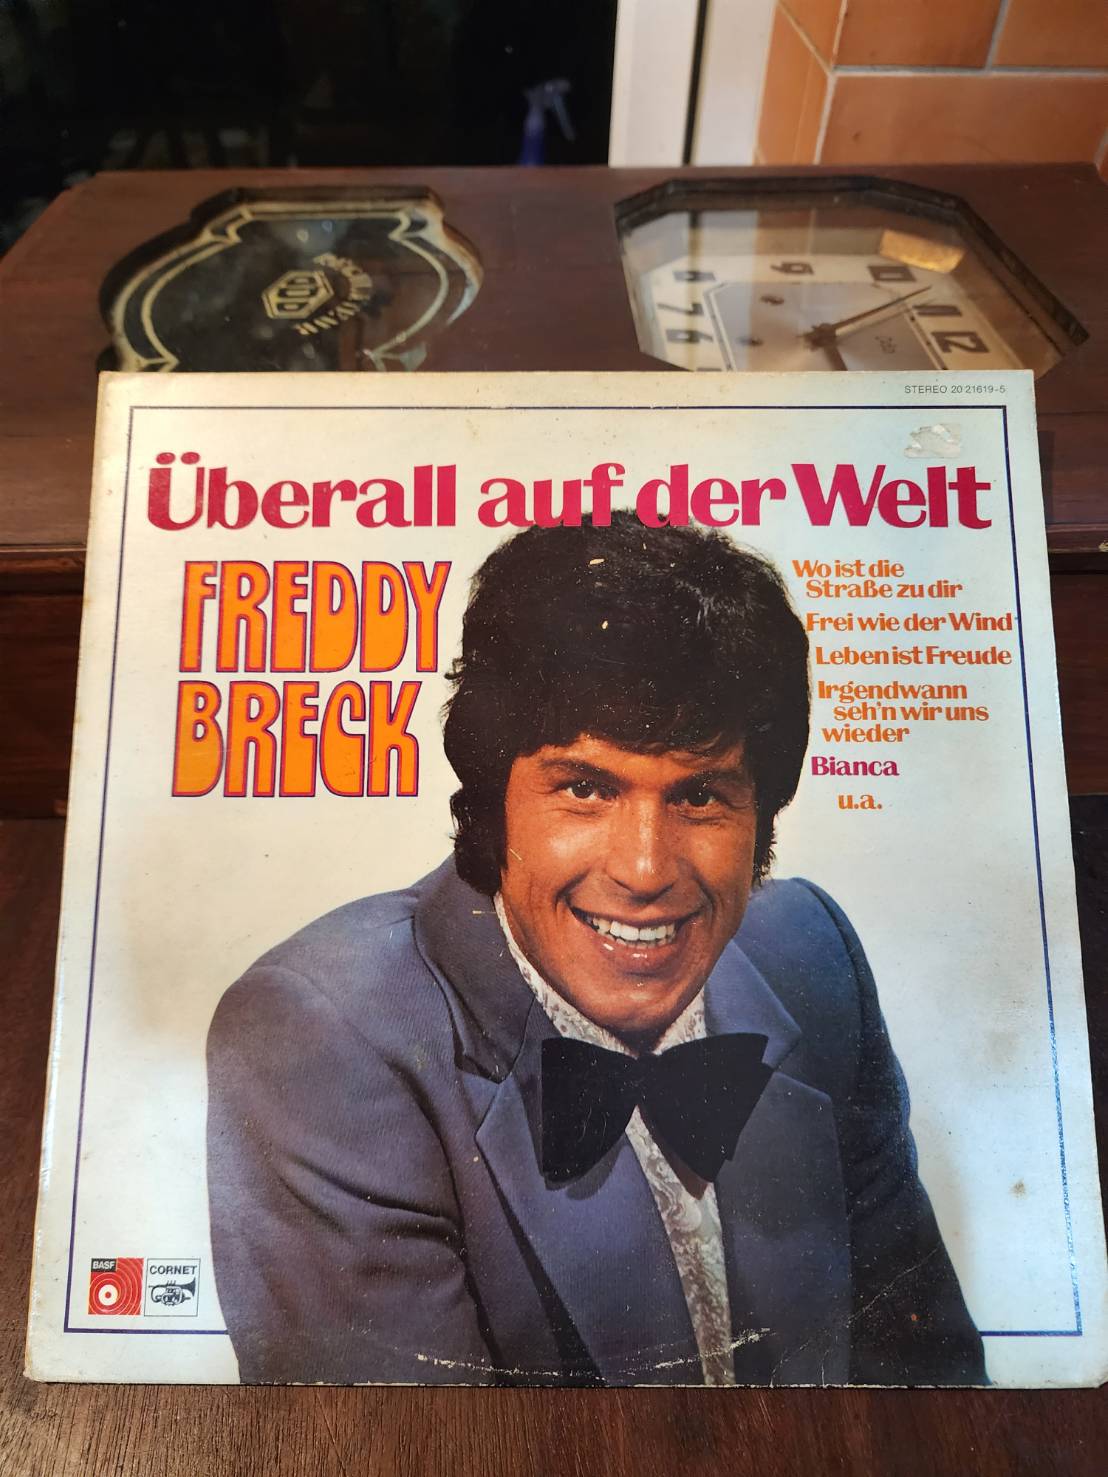 STEREO 20 21619-5
Überall auf der Welt
FREDDY
BRECK
Wo ist die
Straße zu dir
Frei wie der Wind
Leben ist Freude
Irgendwann
seh'n wir uns
wieder
Bianca
u.a.
BASF
CORNET